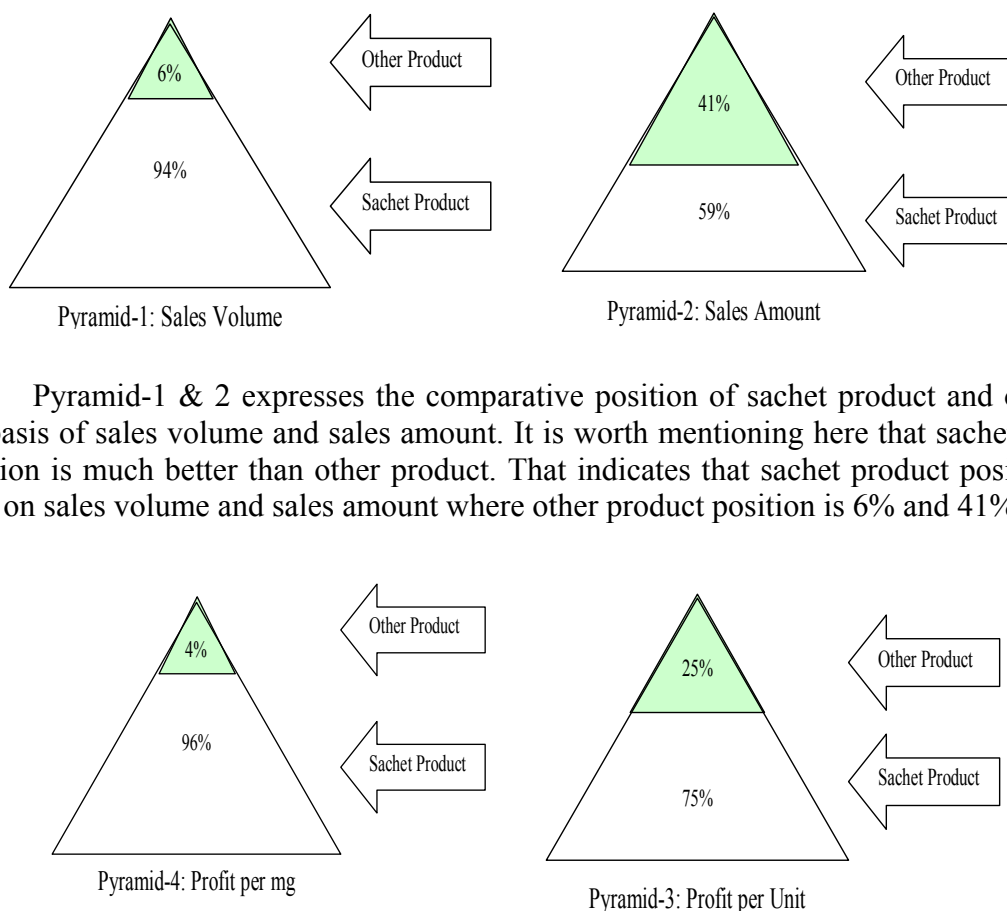 Other Product
6%
94%
Sachet Product
Pyramid-1: Sales Volume
Other Product
41%
59%
Sachet Product
Pyramid-2: Sales Amount
Pyramid-1 & 2 expresses the comparative position of sachet product and
basis of sales volume and sales amount. It is worth mentioning here that
is much better than other product. That indicates that sachet product
on sales volume and sales amount where other product position is 6% and 41%
Other Product
4%
96%
Sachet Product
Pyramid-4: Profit per mg
Other Product
25%
75%
Sachet Product
Pyramid-3: Profit per Unit